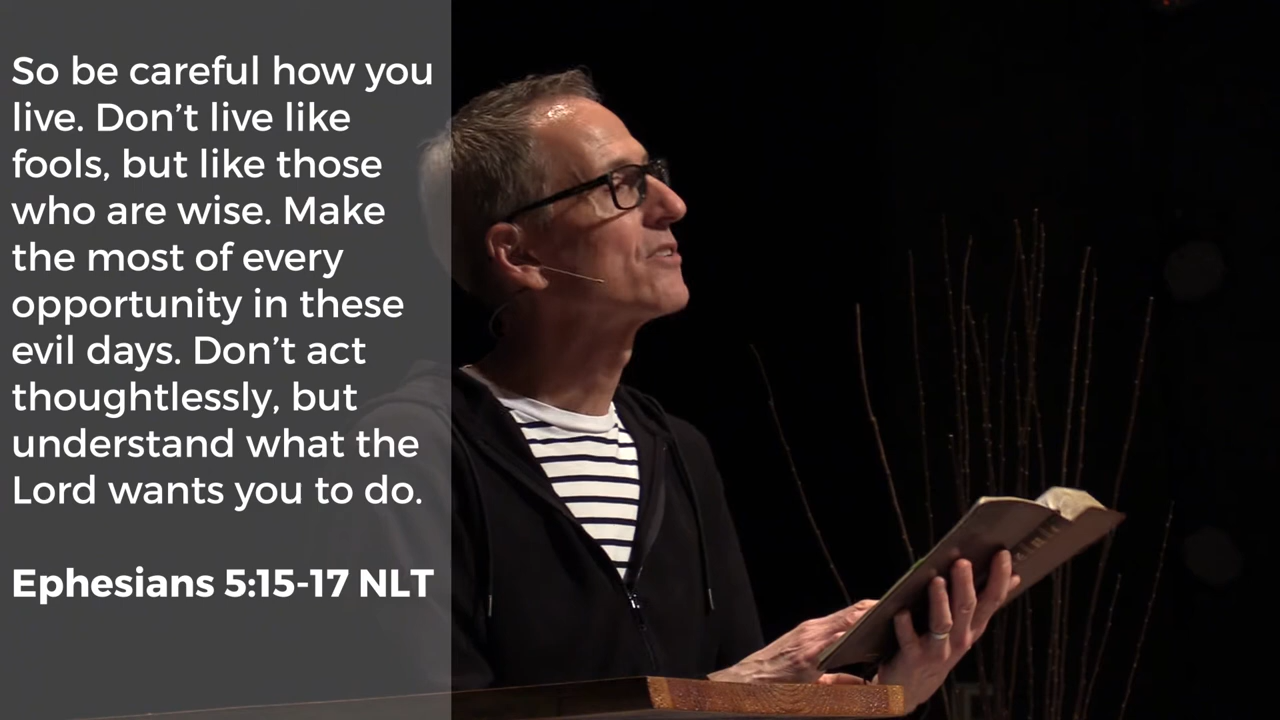 So be careful how you
live. Don’t live like
fools, but like those
who are wise. Make
the most of every
opportunity in these
evil days. Don’t act
thoughtlessly, but
understand what the
Lord wants you to do.
Ephesians 5:15-17 NLT